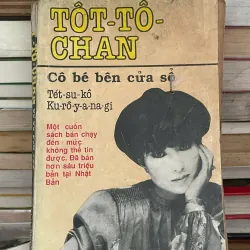 TÔT-TÔ-
CHAN
Cô bé bên cửa sổ
Tét-su-kô
Ku-rô-y-a-na-gi
Một cuốn
sách bán chạy
đến mức
không thể tin
được. Đã bán
hơn sáu triệu
bản tại Nhật
Bản